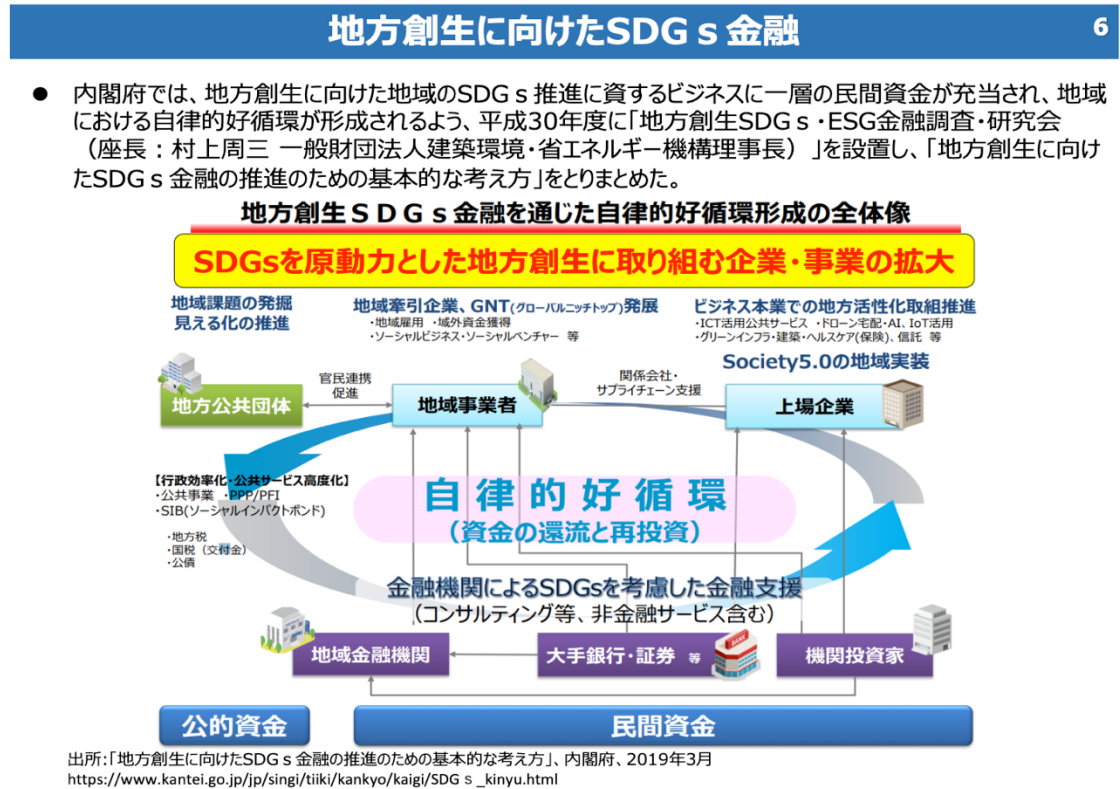 地方創生に向けたSDGｓ金融
6
● 内閣府では、地方創生に向けた地域のSDGｓ推進に資するビジネスに一層の民間資金が充当され、地域
における自律的好循環が形成されるよう、平成30年度に「地方創生SDGｓ・ESG金融調査・研究会
（座長：村上周三 一般財団法人建築環境・省エネルギー機構理事長）」を設置し、「地方創生に向け
たSDGｓ金融の推進のための基本的な考え方」をとりまとめた。
地方創生ＳＤＧｓ金融を通じた自律的好循環形成の全体像
SDGsを原動力とした地方創生に取り組む企業・事業の拡大
地域課題の発掘
見える化の推進
地域牽引企業、GNT(グローバルニッチトップ)発展
・地域雇用 ・域外資金獲得
・ソーシャルビジネス・ソーシャルベンチャー 等
ビジネス本業での地方活性化取組推進
・ICT活用公共サービス ・ドローン宅配・AI、IoT活用
・グリーンインフラ・建築・ヘルスケア(保険)、信託 等
Society5.0の地域実装
地方公共団体
官民連携
促進
地域事業者
関係会社・
サプライチェーン支援
上場企業
【行政効率化・公共サービス高度化】
・公共事業 ・PPP/PFI
・SIB(ソーシャルインパクトボンド)
・地方税
・国税（交付金）
・公債
自律的好循環
（資金の還流と再投資）
金融機関によるSDGsを考慮した金融支援
（コンサルティング等、非金融サービス含む）
地域金融機関
大手銀行・証券 等
BANK
機関投資家
公的資金
民間資金
出所：「地方創生に向けたSDGｓ金融の推進のための基本的な考え方」、内閣府、2019年3月
https://www.kantei.go.jp/jp/singi/tiiki/kankyo/kaigi/SDGｓ_kinyu.html